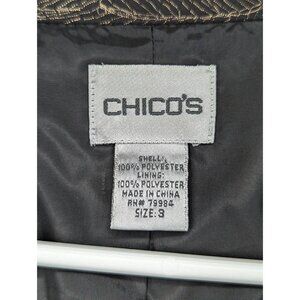 CHICO'S
SHELL:
100% POLYESTER
LINING:
100% POLYESTER
MADE IN CHINA
RN# 79984
SIZE: 3